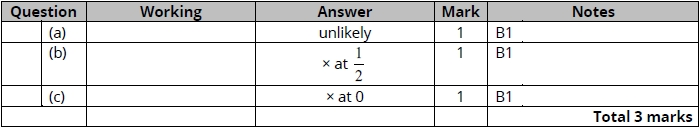 Question Working Answer Mark Notes
(a) unlikely 1 B1
(b) × at 1/2 1 B1
(c) × at 0 1 B1
Total 3 marks